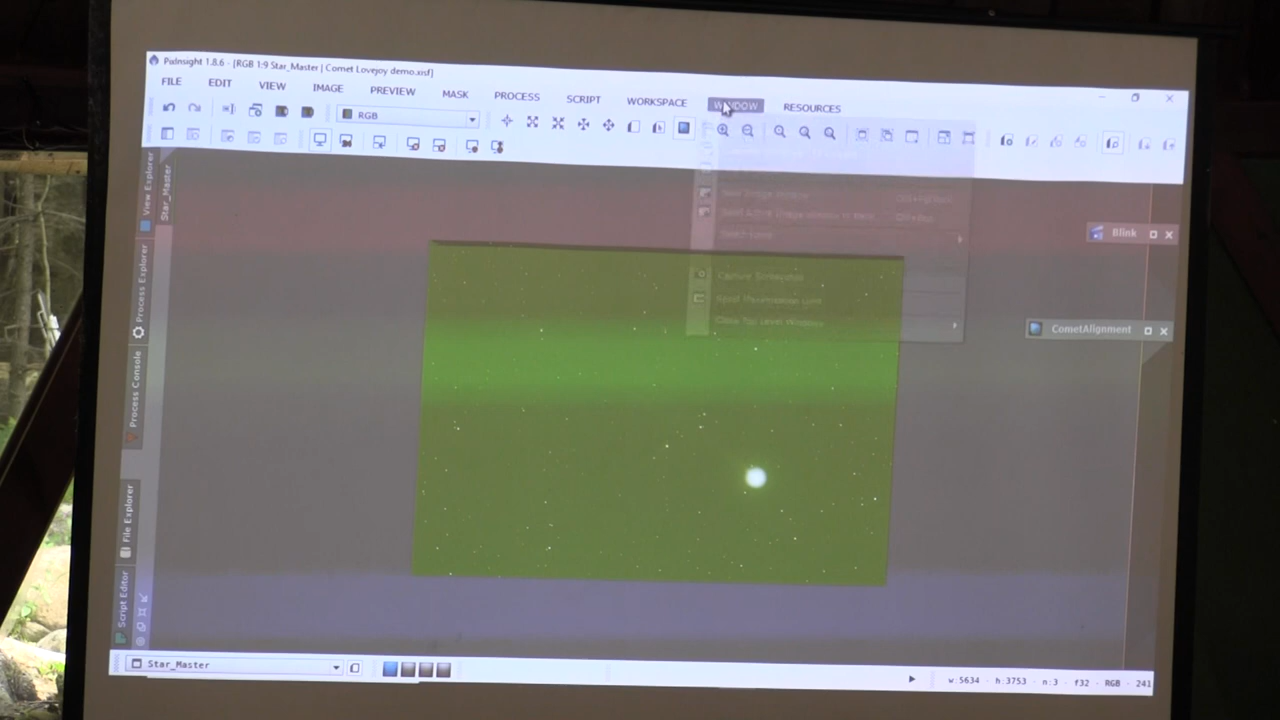 PixInsight 1.8.6 - [RGB 1:9 Star_Master | Comet Lovejoy demo.xisf]
FILE EDIT VIEW IMAGE PREVIEW MASK PROCESS SCRIPT WORKSPACE WINDOW RESOURCES
RGB
View Explorer
Star_Master
Process Explorer
Process Console
File Explorer
Script Editor
Blink
CometAlignment
Star_Master
w:5634 · h:3753 · n:3 · f32 · RGB · 241